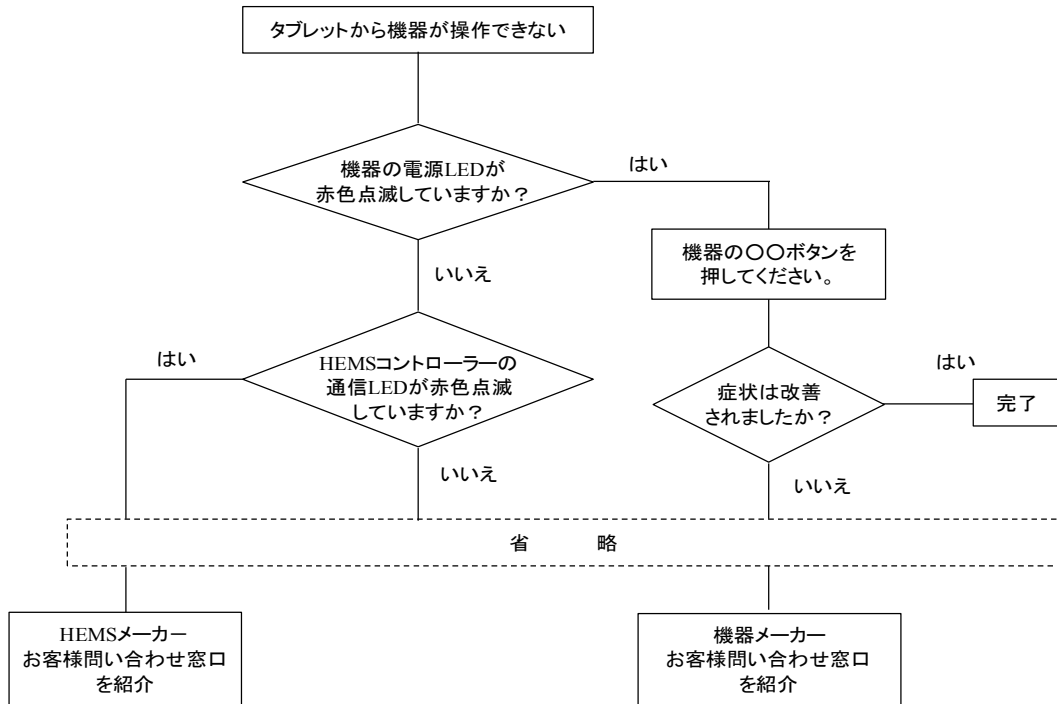 タブレットから機器が操作できない
機器の電源LEDが
赤色点滅していますか？
はい
機器の〇〇ボタンを
押してください。
いいえ
はい
HEMSコントローラーの
通信LEDが赤色点滅
していますか？
症状は改善
されましたか？
はい
完了
いいえ
いいえ
省　　略
HEMSメーカー
お客様問い合わせ窓口
を紹介
機器メーカー
お客様問い合わせ窓口
を紹介